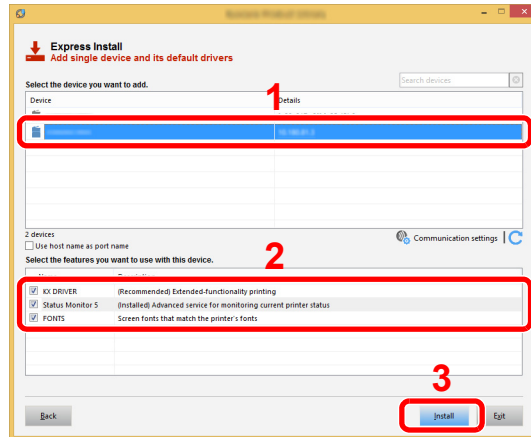 Express Install
Add single device and its default drivers
Select the device you want to add.
Search devices
1
Device Details
2 devices
Communication settings
Use host name as port name
2
Select the features you want to use with this device.
KX DRIVER (Recommended) Extended-functionality printing
Status Monitor 5 (Installed) Advanced service for monitoring current printer status
FONTS Screen fonts that match the printer's fonts
3
Back Install Exit